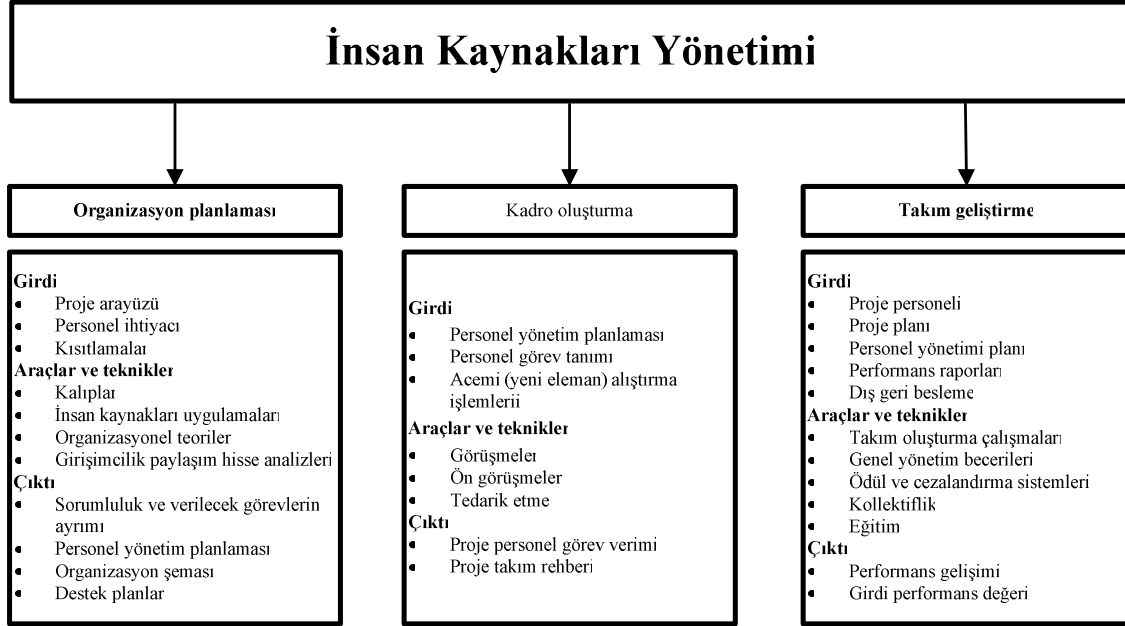 İnsan Kaynakları Yönetimi
Organizasyon planlaması
Girdi
• Proje arayüzü
• Personel ihtiyacı
• Kısıtlamalar
Araçlar ve teknikler
• Kalıplar
• İnsan kaynakları uygulamaları
• Organizasyonel teoriler
• Girişimcilik paylaşım hisse analizleri
Çıktı
• Sorumluluk ve verilecek görevlerin
ayrımı
• Personel yönetim planlaması
• Organizasyon şeması
• Destek planlar
Kadro oluşturma
Girdi
• Personel yönetim planlaması
• Personel görev tanımı
• Acemi (yeni eleman) alıştırma
işlemlerii
Araçlar ve teknikler
• Görüşmeler
• Ön görüşmeler
• Tedarik etme
Çıktı
• Proje personel görev verimi
• Proje takım rehberi
Takım geliştirme
Girdi
• Proje personeli
• Proje planı
• Personel yönetimi planı
• Performans raporları
• Dış geri besleme
Araçlar ve teknikler
• Takım oluşturma çalışmaları
• Genel yönetim becerileri
• Ödül ve cezalandırma sistemleri
• Kollektiflik
• Eğitim
Çıktı
• Performans gelişimi
• Girdi performans değeri